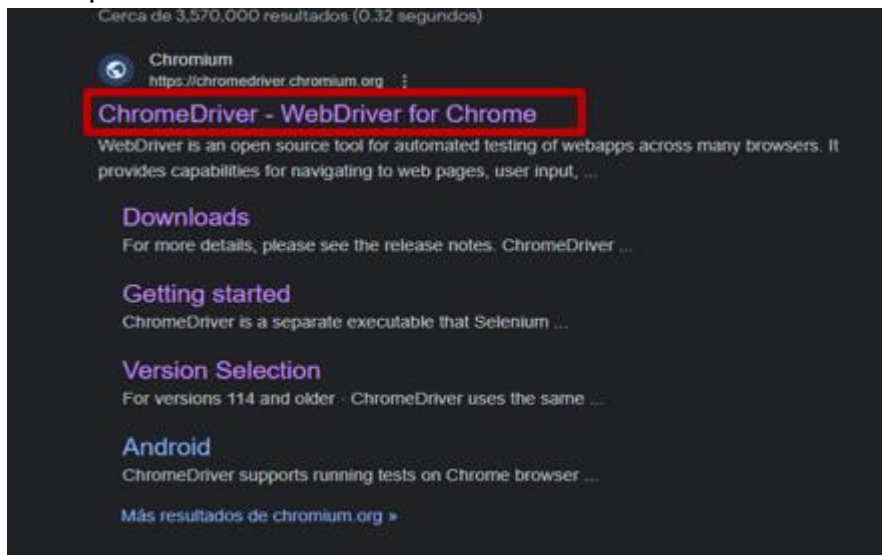 Cerca de 3,570,000 resultados (0.32 segundos)
Chromium
https://chromedriver.chromium.org
ChromeDriver - WebDriver for Chrome
WebDriver is an open source tool for automated testing of webapps across many browsers. It
provides capabilities for navigating to web pages, user input, ...
Downloads
For more details, please see the release notes. ChromeDriver ...
Getting started
ChromeDriver is a separate executable that Selenium ...
Version Selection
For versions 114 and older · ChromeDriver uses the same ...
Android
ChromeDriver supports running tests on Chrome browser ...
Más resultados de chromium.org »